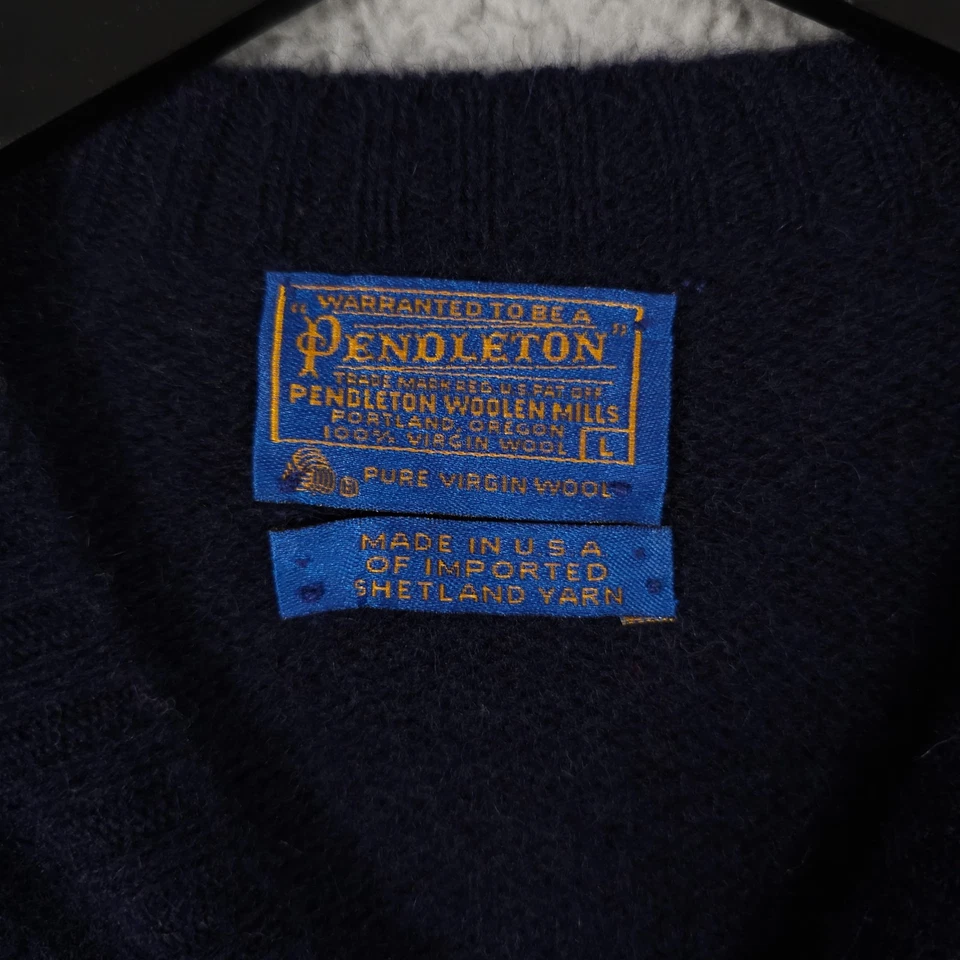 "WARRANTED TO BE A
PENDLETON"
TRADE MARK REG. U.S. PAT. OFF.
PENDLETON WOOLEN MILLS
PORTLAND, OREGON
100% VIRGIN WOOL L
® PURE VIRGIN WOOL
MADE IN U S A
OF IMPORTED
SHETLAND YARN